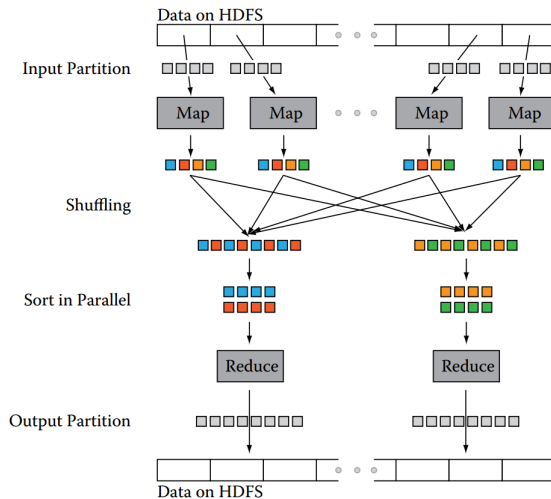 Data on HDFS
Input Partition
Map Map Map Map
Shuffling
Sort in Parallel
Reduce Reduce
Output Partition
Data on HDFS